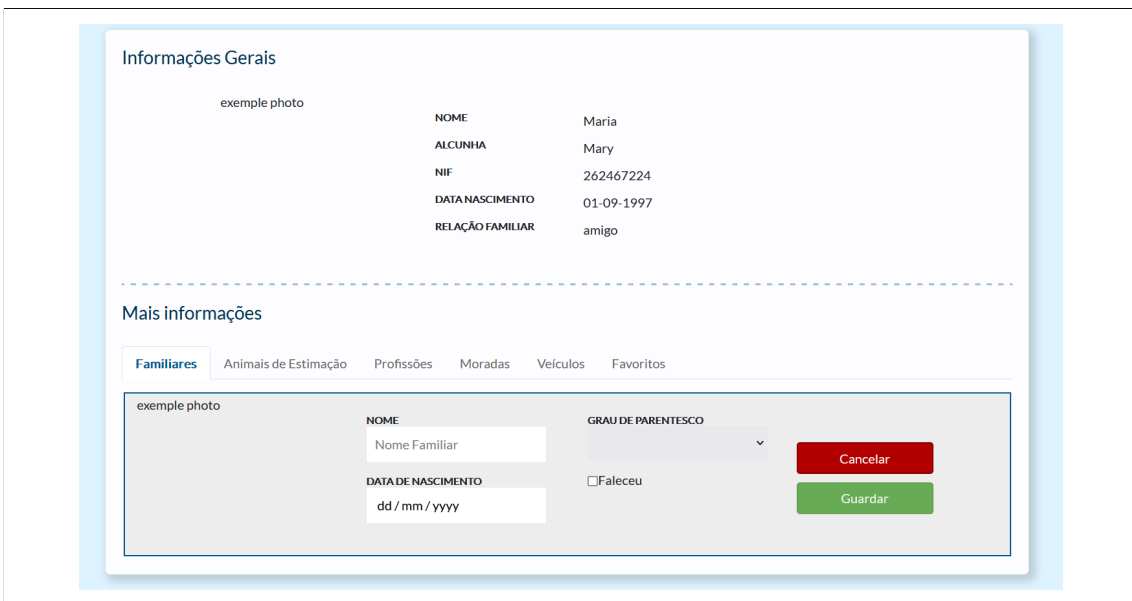 Informações Gerais
exemple photo
NOME Maria
ALCUNHA Mary
NIF 262467224
DATA NASCIMENTO 01-09-1997
RELAÇÃO FAMILIAR amigo
Mais informações
Familiares Animais de Estimação Profissões Moradas Veículos Favoritos
exemple photo
NOME GRAU DE PARENTESCO
Nome Familiar
Cancelar
DATA DE NASCIMENTO Faleceu
dd / mm / yyyy Guardar